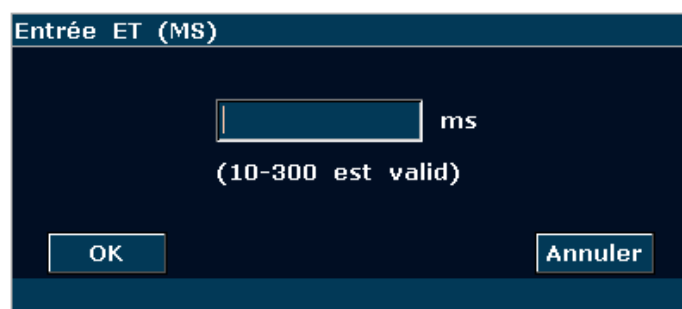 Entrée ET (MS)
ms
(10-300 est valid)
OK Annuler